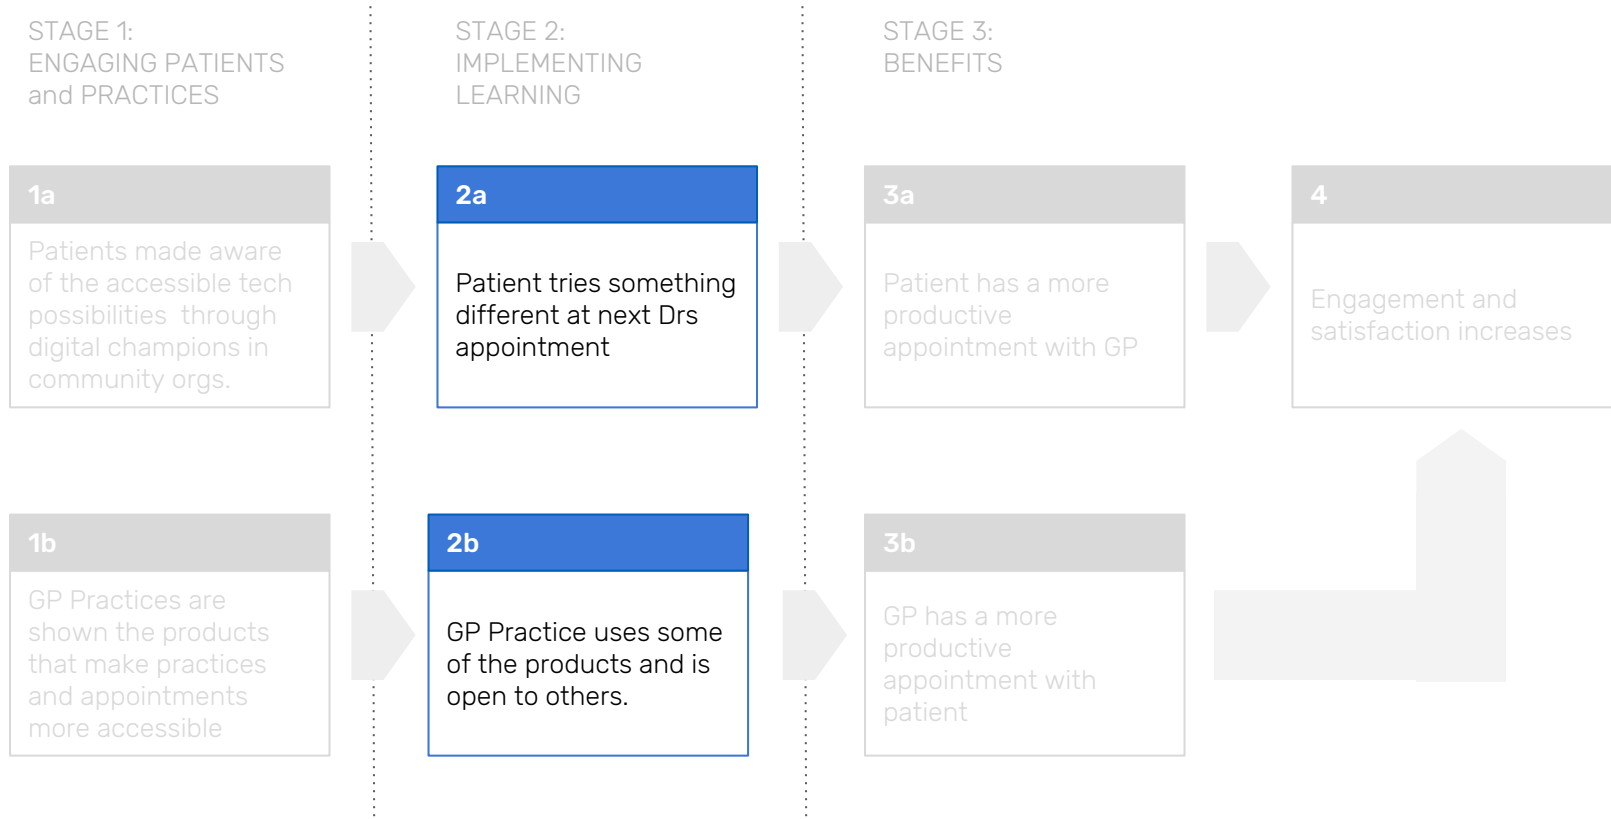 STAGE 1:
ENGAGING PATIENTS
and PRACTICES
STAGE 2:
IMPLEMENTING
LEARNING
STAGE 3:
BENEFITS
1a
Patients made aware
of the accessible tech
possibilities through
digital champions in
community orgs.
2a
Patient tries something
different at next Drs
appointment
3a
Patient has a more
productive
appointment with GP
4
Engagement and
satisfaction increases
1b
GP Practices are
shown the products
that make practices
and appointments
more accessible
2b
GP Practice uses some
of the products and is
open to others.
3b
GP has a more
productive
appointment with
patient